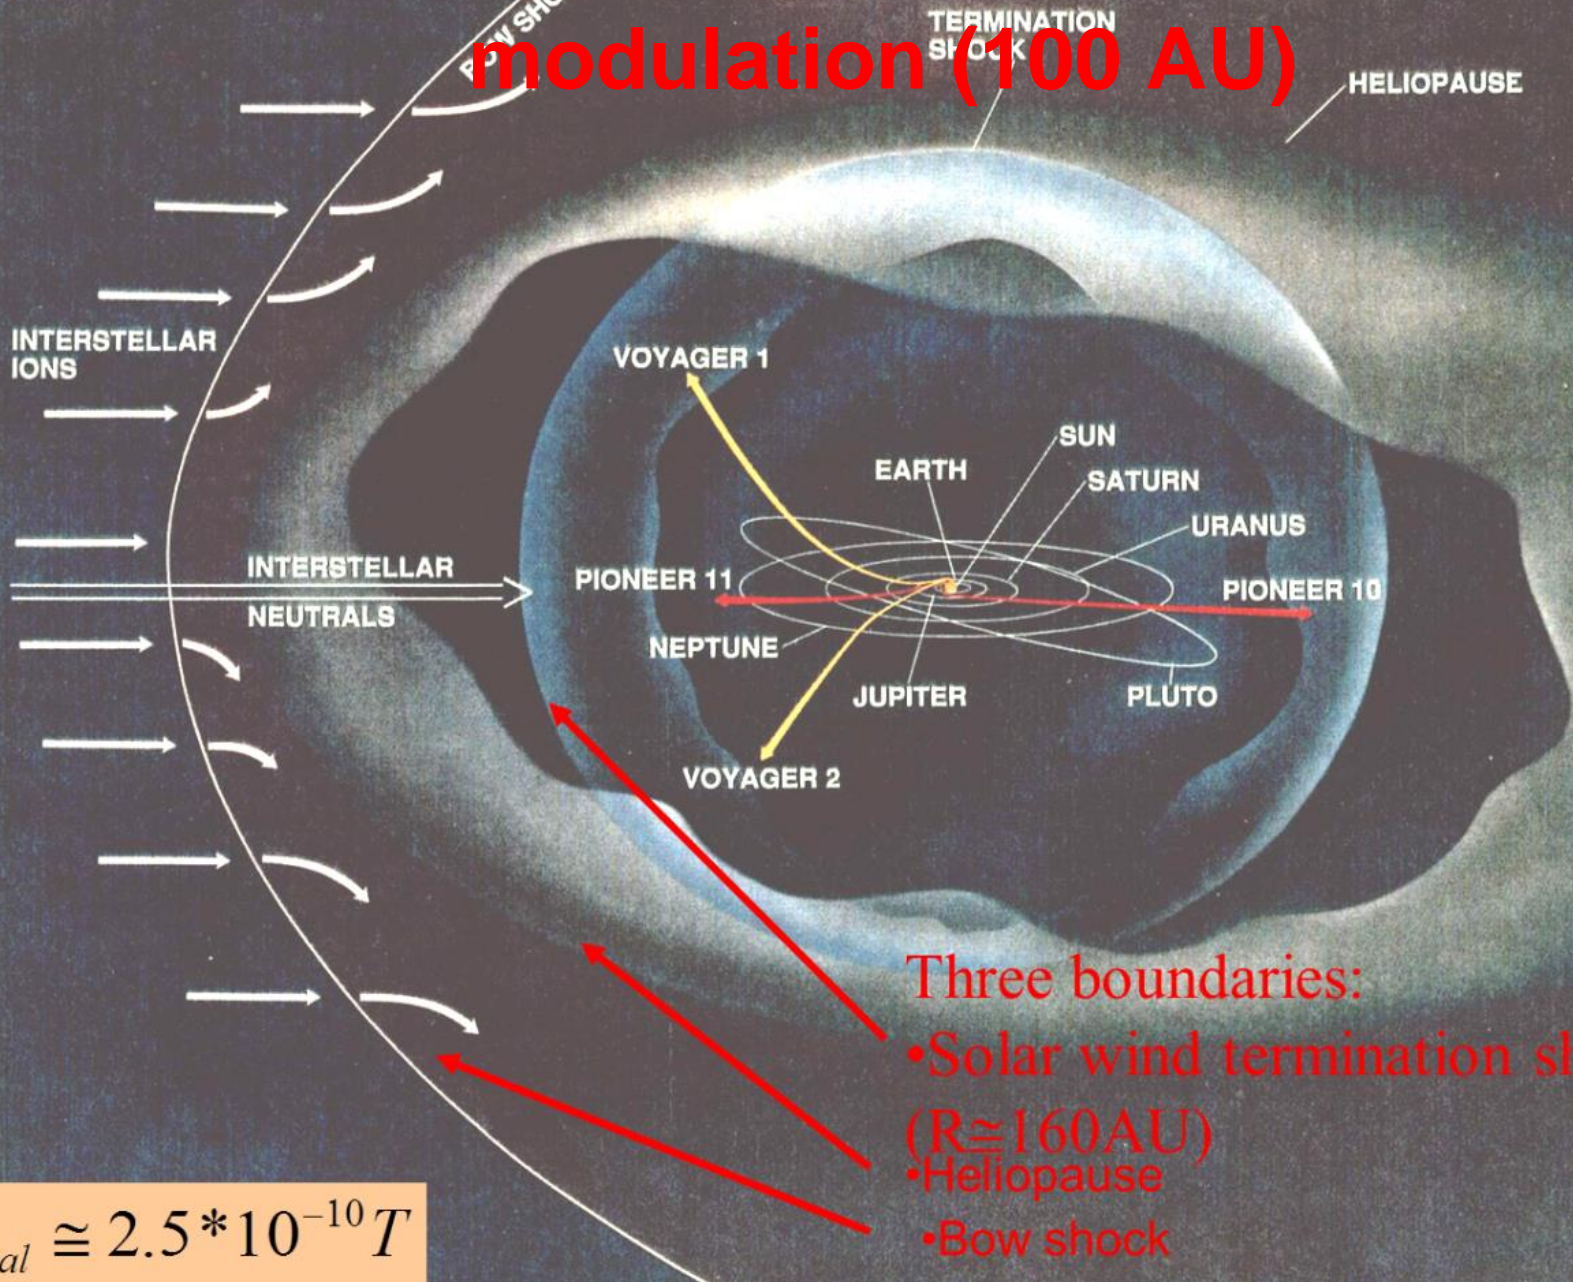 modulation (100 AU)
BOW SHO
TERMINATION
SHOCK
HELIOPAUSE
INTERSTELLAR
IONS
VOYAGER 1
SUN
EARTH
SATURN
URANUS
INTERSTELLAR
NEUTRALS
PIONEER 11
PIONEER 10
NEPTUNE
JUPITER
PLUTO
VOYAGER 2
Three boundaries:
•Solar wind termination sh
(R≅160AU)
•Heliopause
•Bow shock
al ≅ 2.5*10⁻¹⁰ T